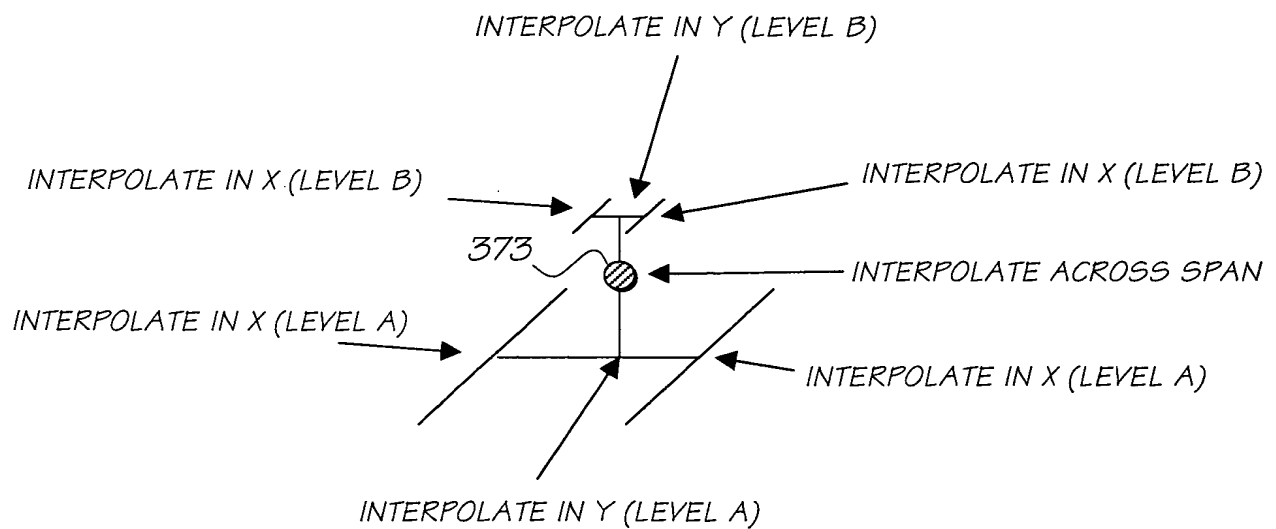 INTERPOLATE IN Y (LEVEL B)
INTERPOLATE IN X (LEVEL B)
INTERPOLATE IN X (LEVEL B)
373
INTERPOLATE ACROSS SPAN
INTERPOLATE IN X (LEVEL A)
INTERPOLATE IN X (LEVEL A)
INTERPOLATE IN Y (LEVEL A)